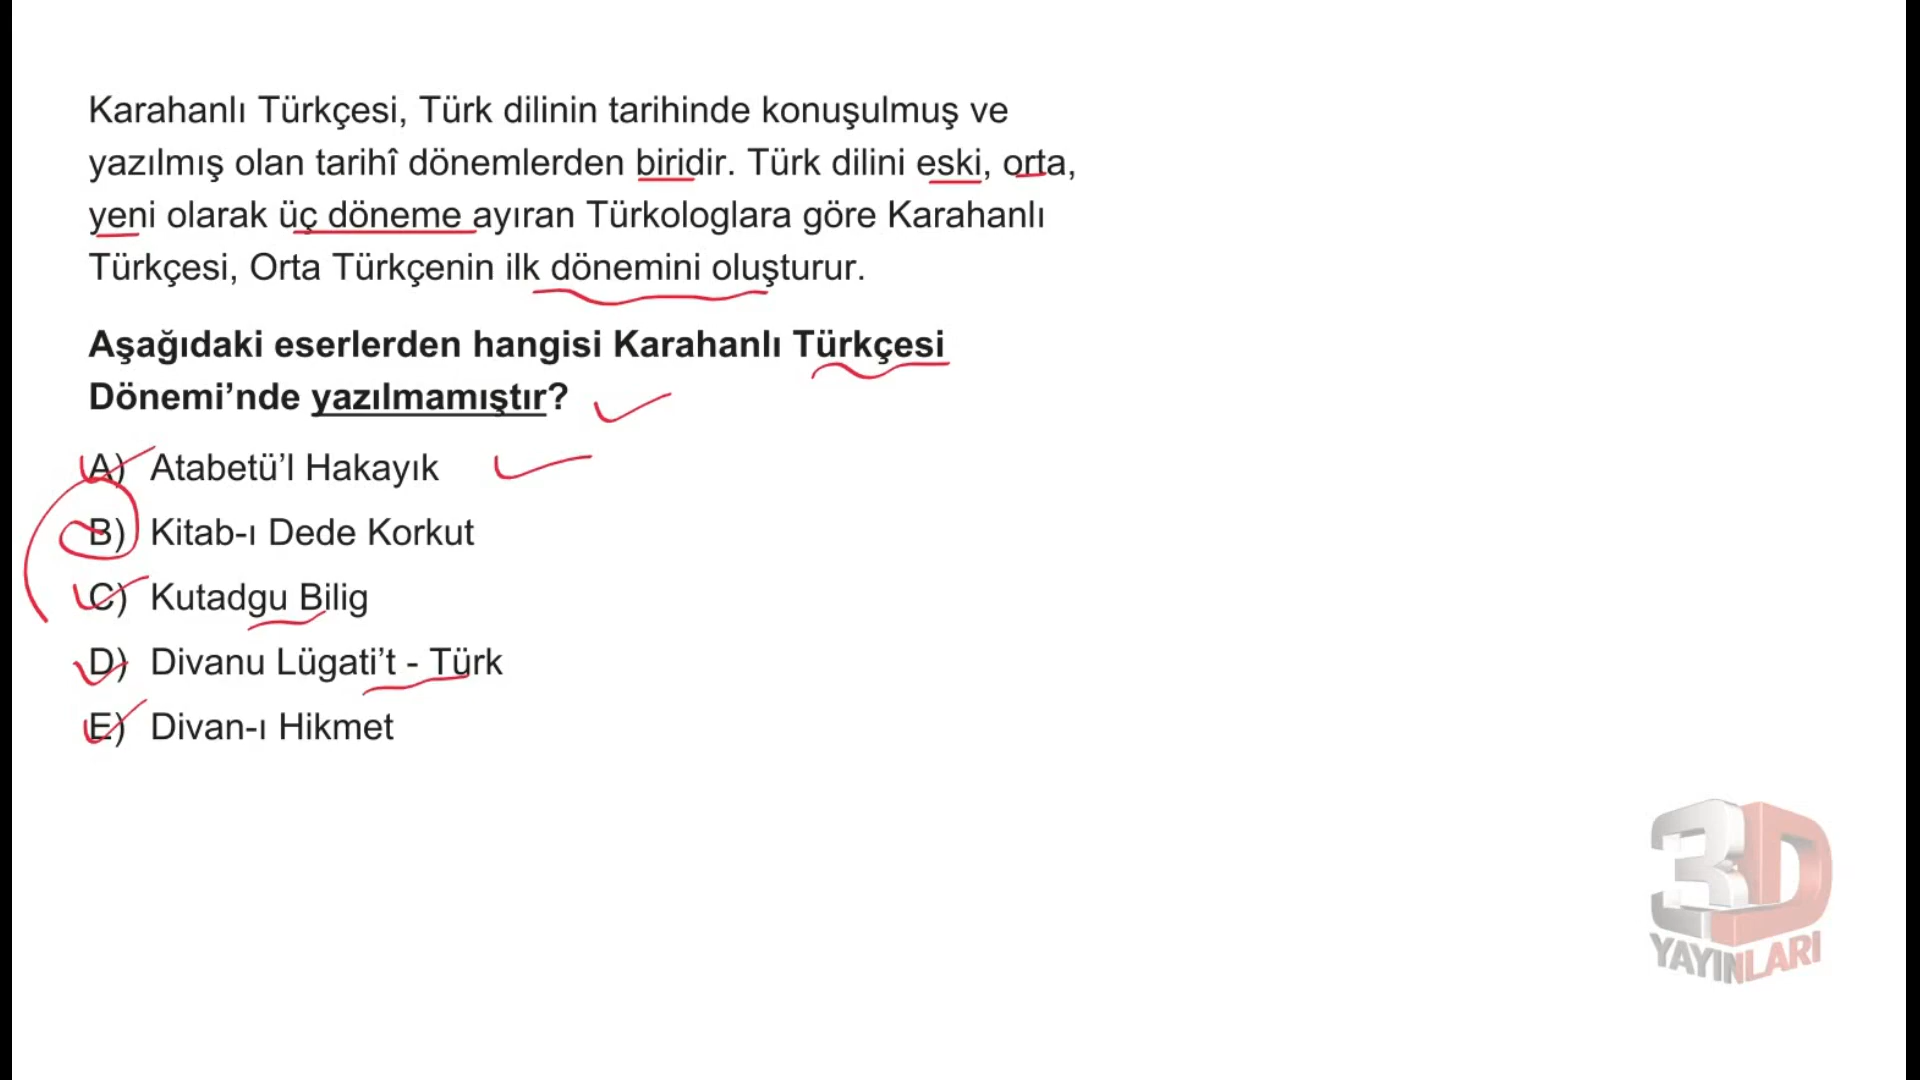 Karahanlı Türkçesi, Türk dilinin tarihinde konuşulmuş ve
yazılmış olan tarihî dönemlerden biridir. Türk dilini eski, orta,
yeni olarak üç döneme ayıran Türkologlara göre Karahanlı
Türkçesi, Orta Türkçenin ilk dönemini oluşturur.
Aşağıdaki eserlerden hangisi Karahanlı Türkçesi
Dönemi’nde yazılmamıştır?
A) Atabetü’l Hakayık
B) Kitab-ı Dede Korkut
C) Kutadgu Bilig
D) Divanu Lügati’t - Türk
E) Divan-ı Hikmet
3D
YAYINLARI